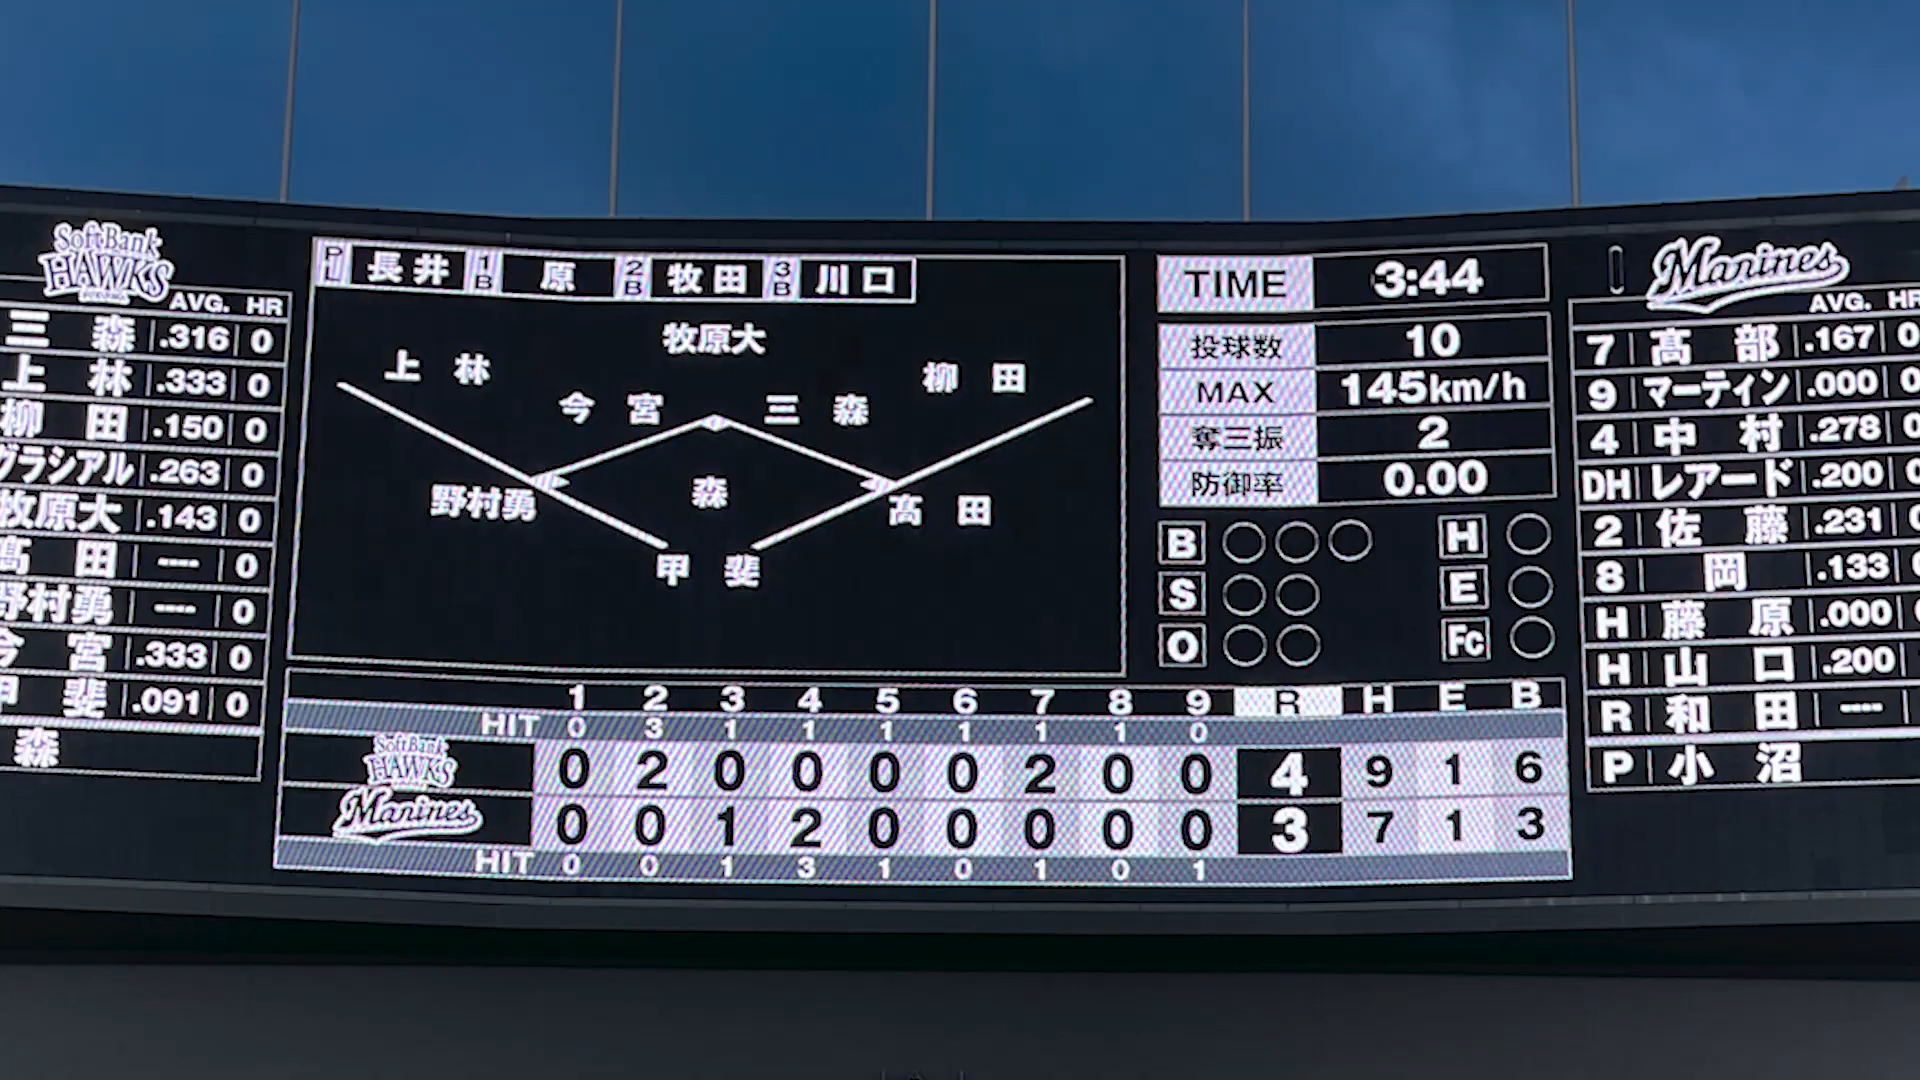 SoftBank
HAWKS
AVG. HR
三森 .316 0
上林 .333 0
柳田 .150 0
グラシアル .263 0
牧原大 .143 0
髙田 ---- 0
野村勇 ---- 0
今宮 .333 0
甲斐 .091 0
森
PL 長井 1B 原 2B 牧田 3B 川口
牧原大
上林 柳田
今宮 三森
野村勇 森 髙田
甲斐
TIME 3:44
投球数 10
MAX 145km/h
奪三振 2
防御率 0.00
B H
S E
O Fc
Marines
AVG. HR
7 髙部 .167 0
9 マーティン .000 0
4 中村 .278 0
DH レアード .200 0
2 佐藤 .231 0
8 岡 .133 0
H 藤原 .000 0
H 山口 .200
R 和田 ----
P 小沼
1 2 3 4 5 6 7 8 9 R H E B
HIT 0 3 1 1 1 1 1 1 0
SoftBank HAWKS 0 2 0 0 0 0 2 0 0 4 9 1 6
Marines 0 0 1 2 0 0 0 0 0 3 7 1 3
HIT 0 0 1 3 1 0 1 0 1